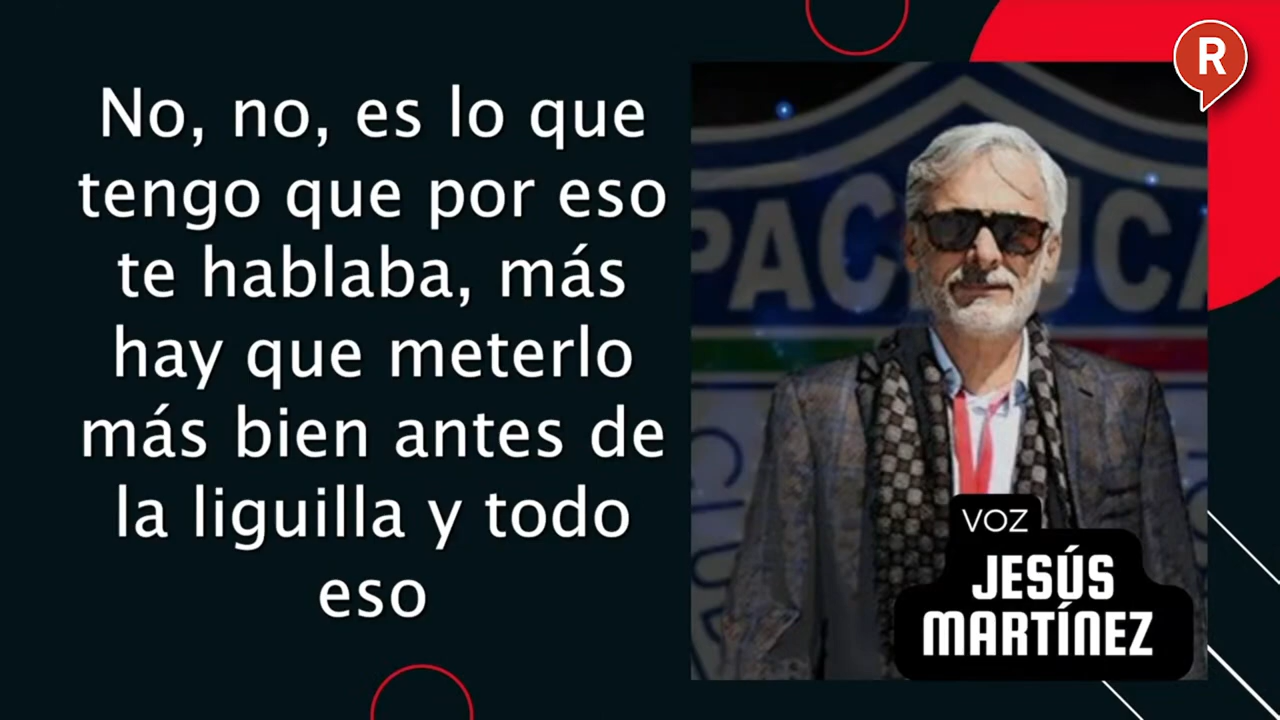 No, no, es lo que
tengo que por eso
te hablaba, más
hay que meterlo
más bien antes de
la liguilla y todo
eso
R
PACHUCA
VOZ
JESÚS
MARTÍNEZ